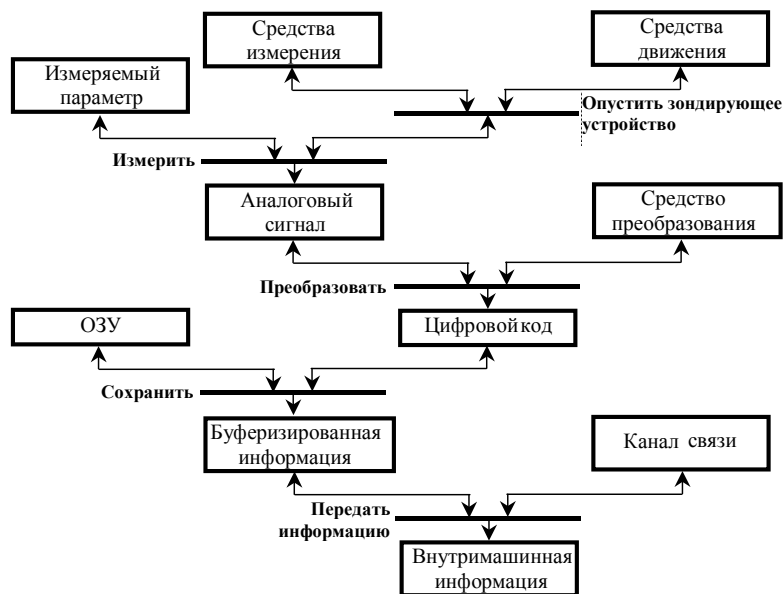 Средства
измерения
Средства
движения
Измеряемый
параметр
Опустить зондирующее
устройство
Измерить
Аналоговый
сигнал
Средство
преобразования
Преобразовать
ОЗУ
Цифровой код
Сохранить
Буферизированная
информация
Канал связи
Передать
информацию
Внутримашинная
информация